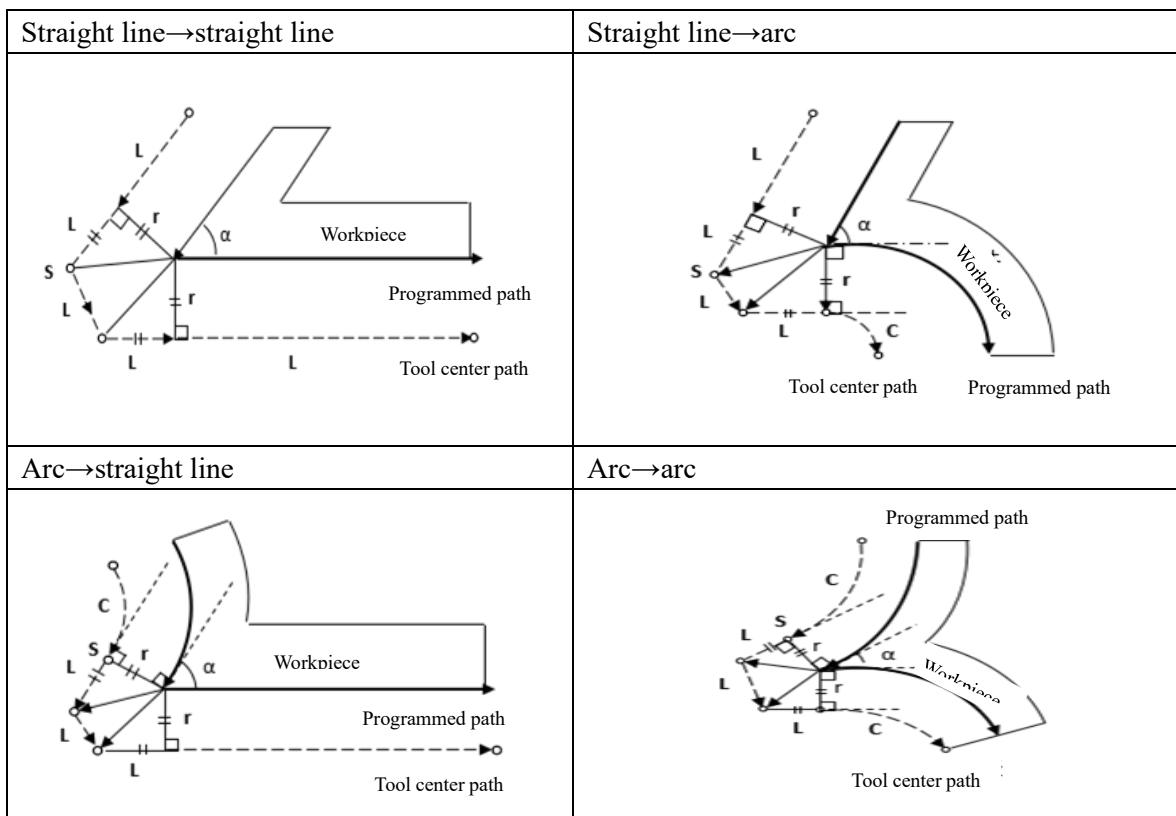 Straight line→straight line
Straight line→arc
L
r
L
α
Workpiece
S
L
r
Programmed path
L
L
Tool center path
L
r
L
α
Workpiece
S
r
L
L
C
Tool center path
Programmed path
Arc→straight line
Arc→arc
C
S
r
L
α
Workpiece
r
Programmed path
L
L
Tool center path
Programmed path
C
S
L
r
α
Workpiece
L
r
L
C
Tool center path